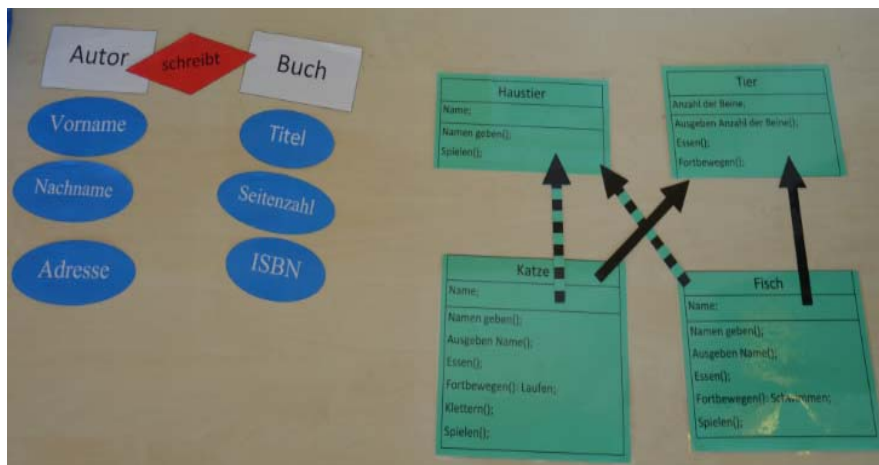 Autor
schreibt
Buch
Vorname
Nachname
Adresse
Titel
Seitenzahl
ISBN
Haustier
Name;
Namen geben();
Spielen();
Tier
Anzahl der Beine;
Ausgeben Anzahl der Beine();
Essen();
Fortbewegen();
Katze
Name;
Namen geben();
Ausgeben Name();
Essen();
Fortbewegen(): Laufen;
Klettern();
Spielen();
Fisch
Name;
Namen geben();
Ausgeben Name();
Essen();
Fortbewegen(): Schwimmen;
Spielen();